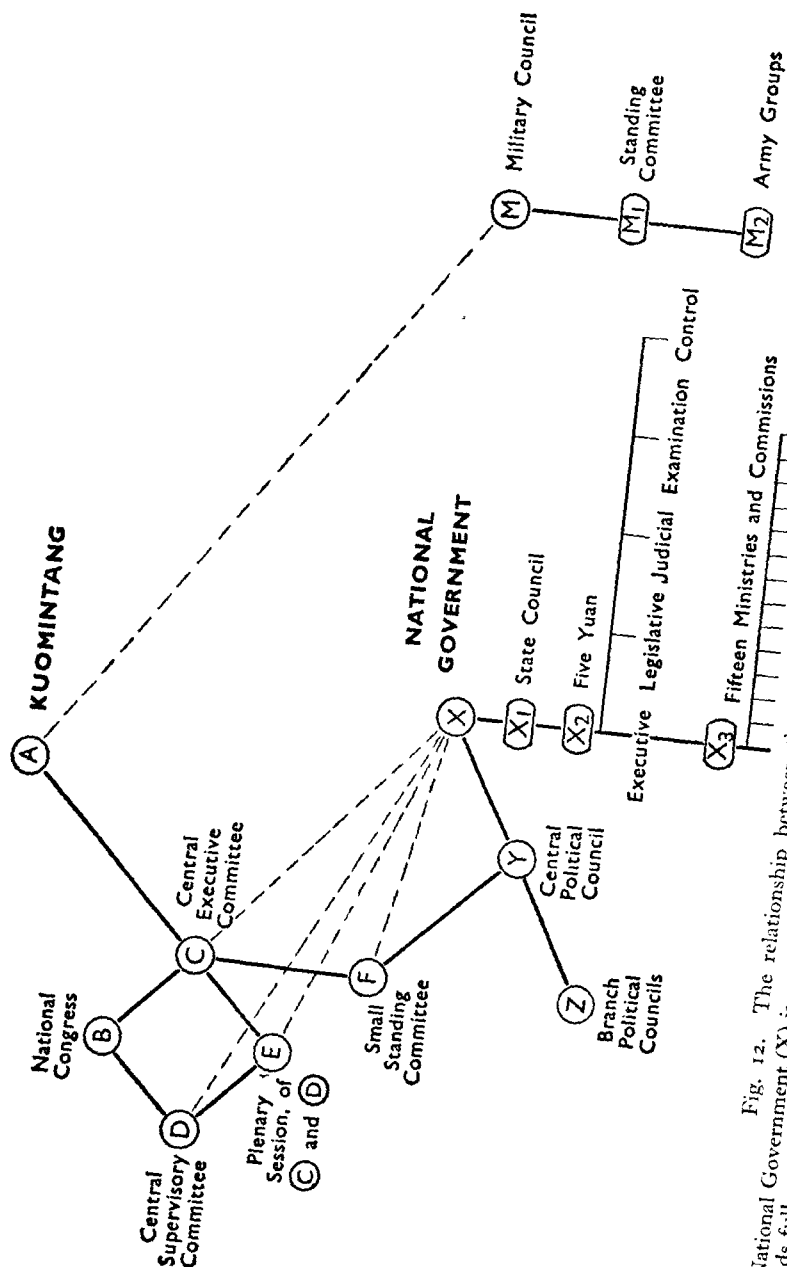 A KUOMINTANG
B
National
Congress
C
Central
Executive
Committee
D
Central
Supervisory
Committee
E
Plenary
Session, of
C and D
F
Small
Standing
Committee
M Military Council
M1 Standing
Committee
M2 Army Groups
NATIONAL
GOVERNMENT
X
X1 State Council
X2 Five Yuan
Executive Legislative Judicial Examination Control
X3 Fifteen Ministries and Commissions
Y
Central
Political
Council
Z
Branch
Political
Councils
Fig. 12. The relationship between
National Government (X) is